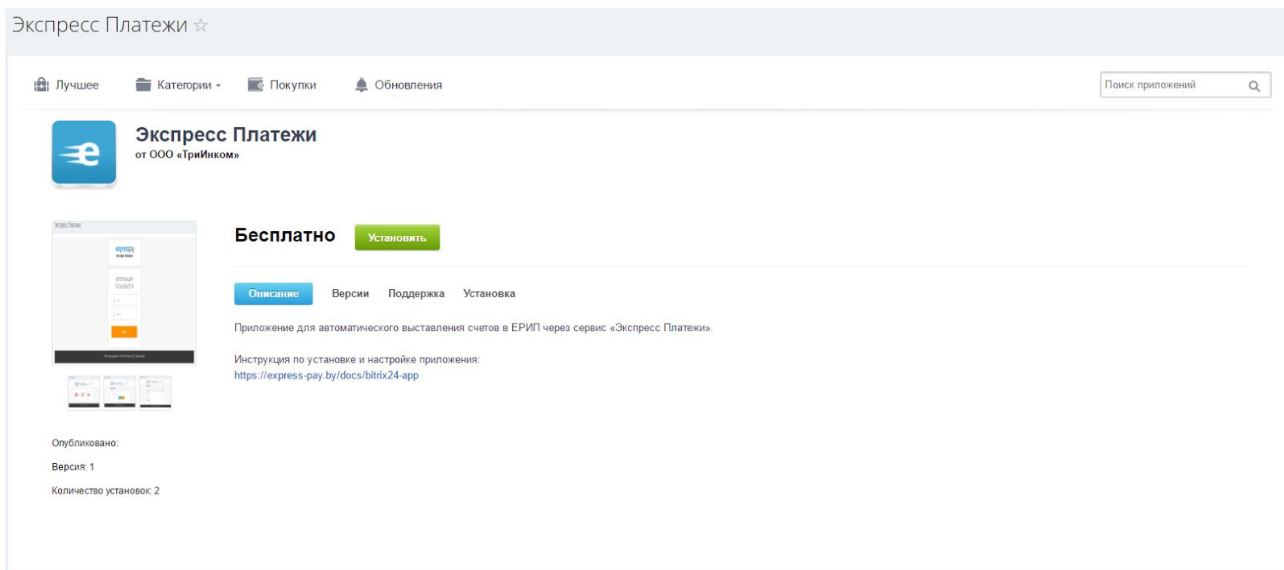 Экспресс Платежи
Лучшее Категории Покупки Обновления Поиск приложений
Экспресс Платежи
от ООО «ТриИнком»
Экспресс Платежи
Бесплатно Установить
Описание Версии Поддержка Установка
Приложение для автоматического выставления счетов в ЕРИП через сервис «Экспресс Платежи».
Инструкция по установке и настройке приложения:
https://express-pay.by/docs/bitrix24-app
Опубликовано:
Версия: 1
Количество установок: 2